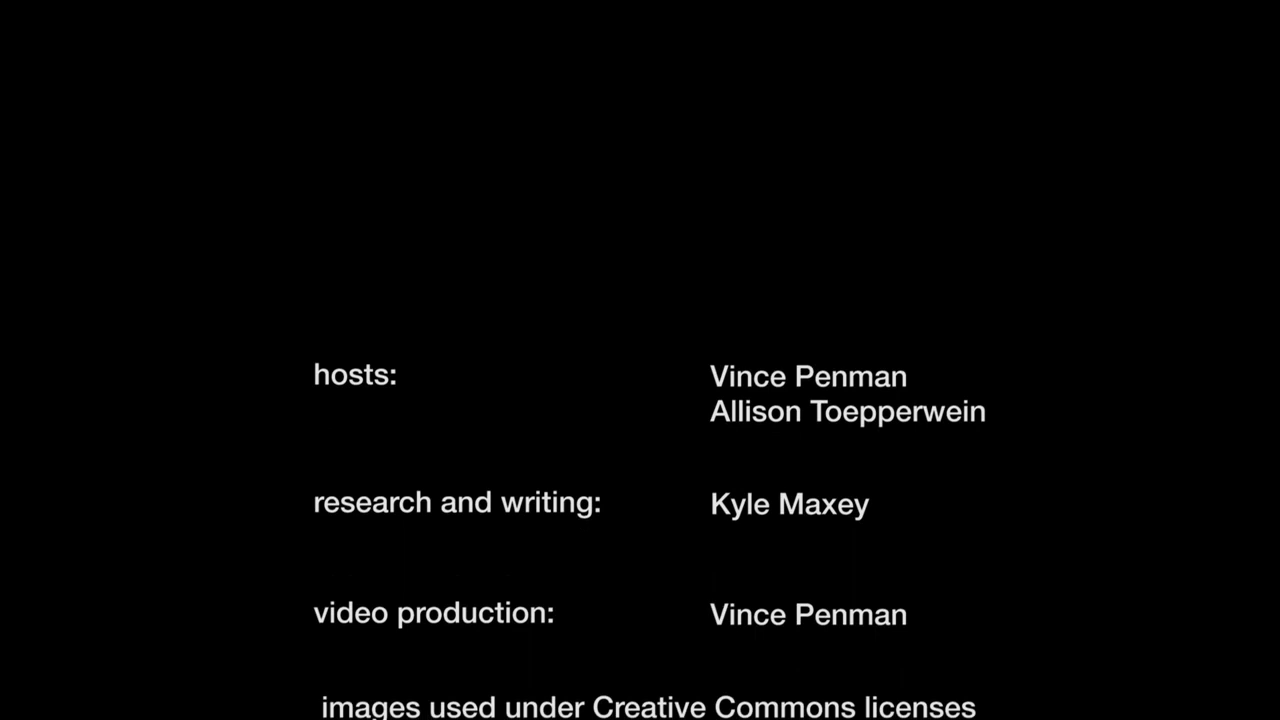 hosts: Vince Penman
Allison Toepperwein
research and writing: Kyle Maxey
video production: Vince Penman
images used under Creative Commons licenses